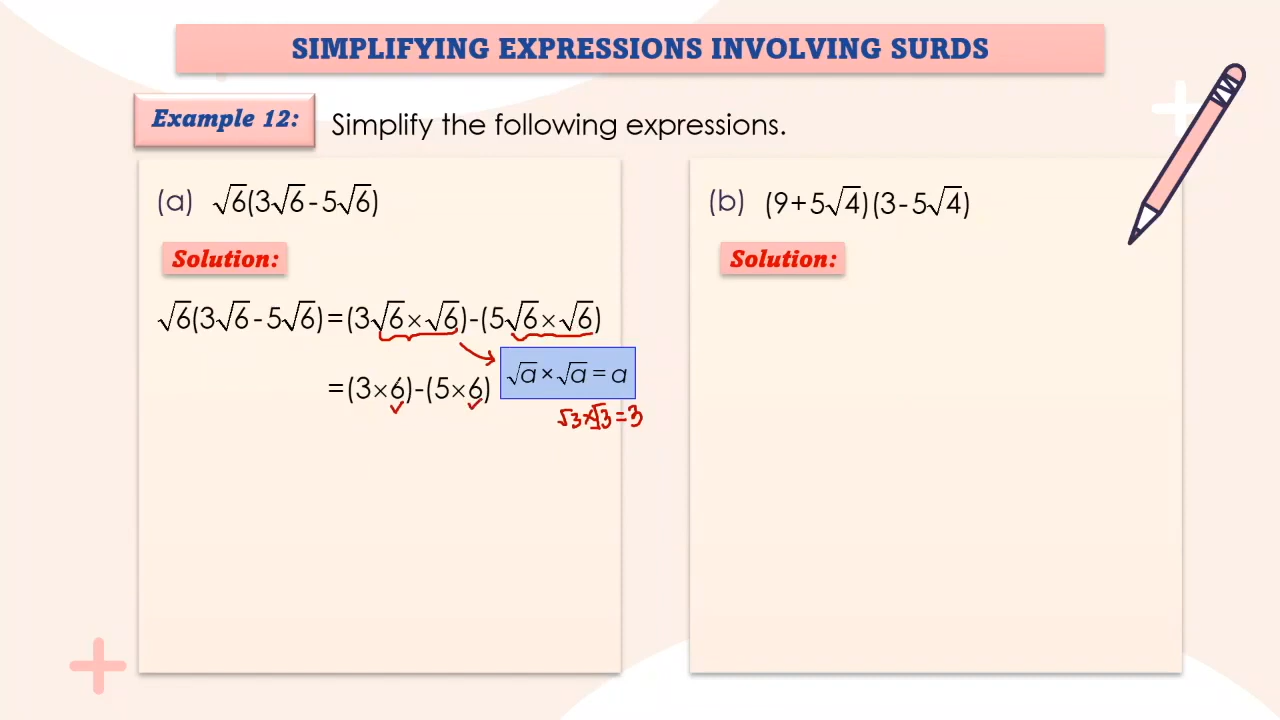 SIMPLIFYING EXPRESSIONS INVOLVING SURDS
Example 12: Simplify the following expressions.
(a) √6(3√6 - 5√6)
Solution:
√6(3√6 - 5√6) = (3√6 × √6) - (5√6 × √6)
= (3×6) - (5×6)
√a × √a = a
√3×√3 = 3
(b) (9+5√4)(3-5√4)
Solution: